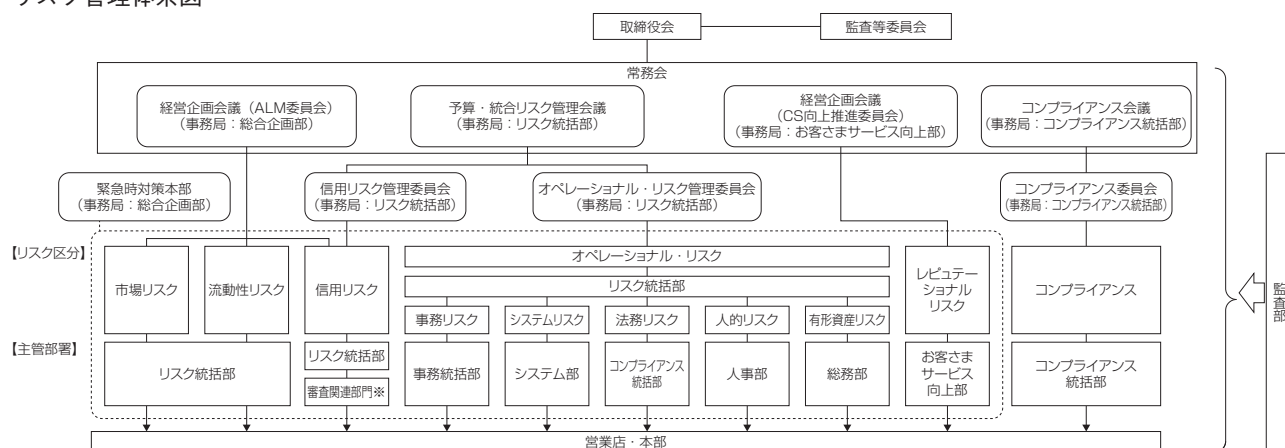 リスク管理体系図
取締役会
監査等委員会
常務会
経営企画会議（ALM委員会）
（事務局：総合企画部）
予算・統合リスク管理会議
（事務局：リスク統括部）
経営企画会議
（CS向上推進委員会）
（事務局：お客さまサービス向上部）
コンプライアンス会議
（事務局：コンプライアンス統括部）
緊急時対策本部
（事務局：総合企画部）
信用リスク管理委員会
（事務局：リスク統括部）
オペレーショナル・リスク管理委員会
（事務局：リスク統括部）
コンプライアンス委員会
（事務局：コンプライアンス統括部）
【リスク区分】
市場リスク
流動性リスク
信用リスク
オペレーショナル・リスク
リスク統括部
事務リスク
システムリスク
法務リスク
人的リスク
有形資産リスク
レピュテー
ショナル
リスク
コンプライアンス
監査部
【主管部署】
リスク統括部
リスク統括部
審査関連部門※
事務統括部
システム部
コンプライアンス
統括部
人事部
総務部
お客さま
サービス
向上部
コンプライアンス
統括部
営業店・本部